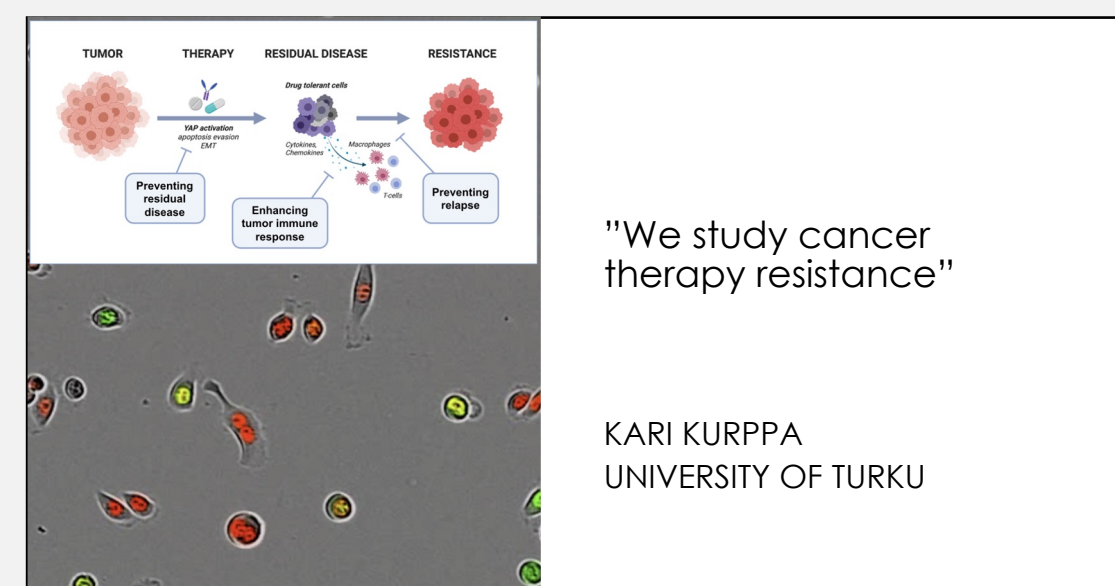 TUMOR
THERAPY
RESIDUAL DISEASE
RESISTANCE
Drug tolerant cells
YAP activation
apoptosis evasion
EMT
Cytokines,
Chemokines
Macrophages
T-cells
Preventing
residual
disease
Enhancing
tumor immune
response
Preventing
relapse
”We study cancer
therapy resistance”
KARI KURPPA
UNIVERSITY OF TURKU